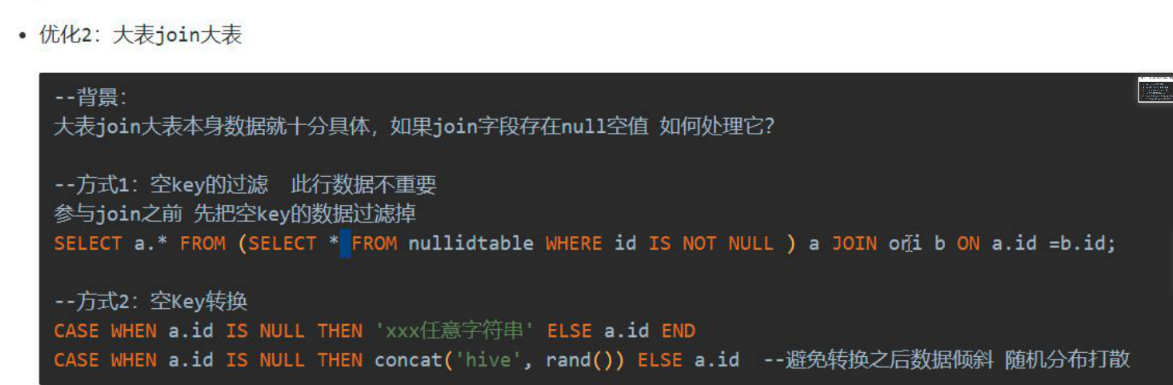 • 优化2：大表join大表
--背景：
大表join大表本身数据就十分具体，如果join字段存在null空值 如何处理它？
--方式1：空key的过滤 此行数据不重要
参与join之前 先把空key的数据过滤掉
SELECT a.* FROM (SELECT * FROM nullidtable WHERE id IS NOT NULL ) a JOIN ori b ON a.id =b.id;
--方式2：空Key转换
CASE WHEN a.id IS NULL THEN 'xxx任意字符串' ELSE a.id END
CASE WHEN a.id IS NULL THEN concat('hive', rand()) ELSE a.id --避免转换之后数据倾斜 随机分布打散